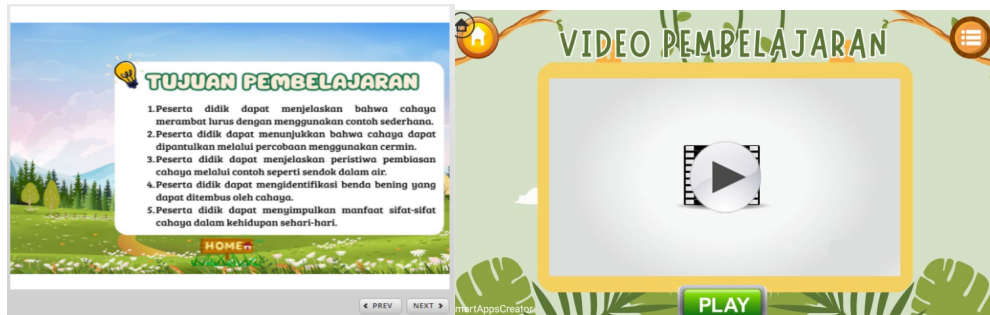 TUJUAN PEMBELAJARAN
1.Peserta didik dapat menjelaskan bahwa cahaya
merambat lurus dengan menggunakan contoh sederhana.
2.Peserta didik dapat menunjukkan bahwa cahaya dapat
dipantulkan melalui percobaan menggunakan cermin.
3.Peserta didik dapat menjelaskan peristiwa pembiasan
cahaya melalui contoh seperti sendok dalam air.
4.Peserta didik dapat mengidentifikasi benda bening yang
dapat ditembus oleh cahaya.
5.Peserta didik dapat menyimpulkan manfaat sifat-sifat
cahaya dalam kehidupan sehari-hari.
HOME
PREV NEXT
VIDEO PEMBELAJARAN
PLAY
martAppsCreator